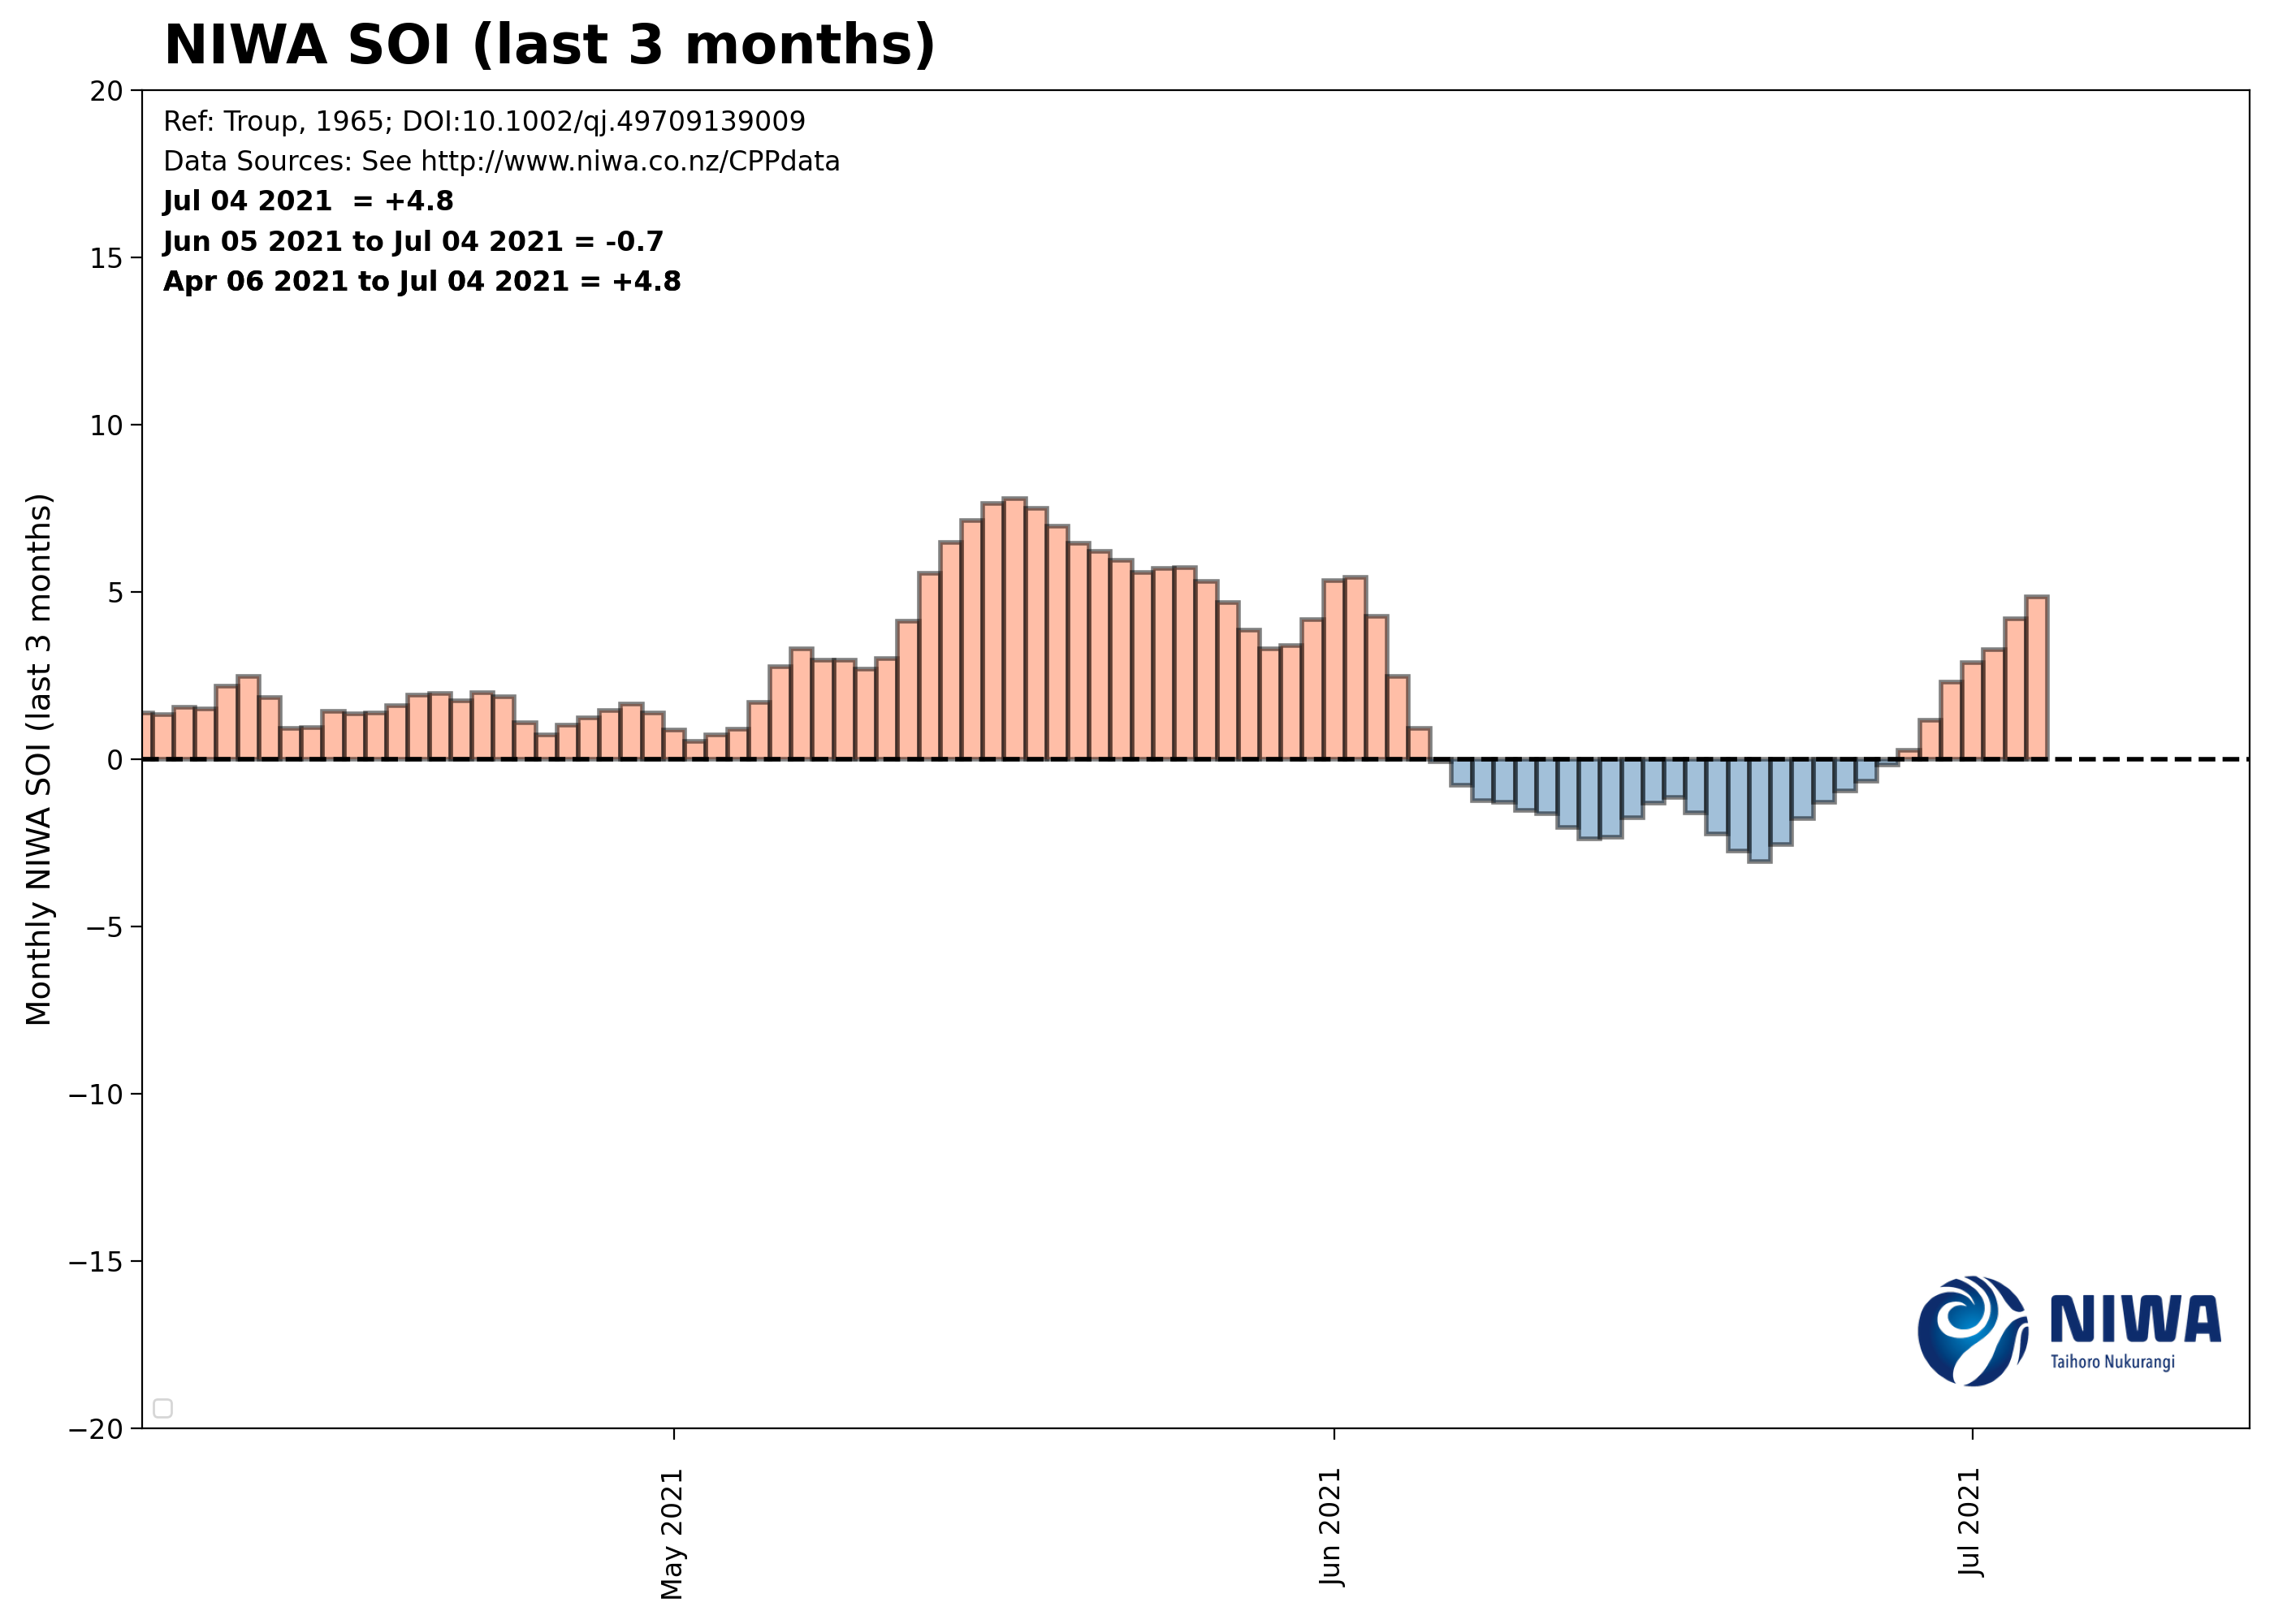 NIWA SOI (last 3 months)
20
Ref: Troup, 1965; DOI:10.1002/qj.49709139009
Data Sources: See http://www.niwa.co.nz/CPPdata
Jul 04 2021  = +4.8
Jun 05 2021 to Jul 04 2021 = -0.7
15
Apr 06 2021 to Jul 04 2021 = +4.8
10
5
0
−5
−10
−15
−20
Monthly NIWA SOI (last 3 months)
NIWA
Taihoro Nukurangi
May 2021
Jun 2021
Jul 2021